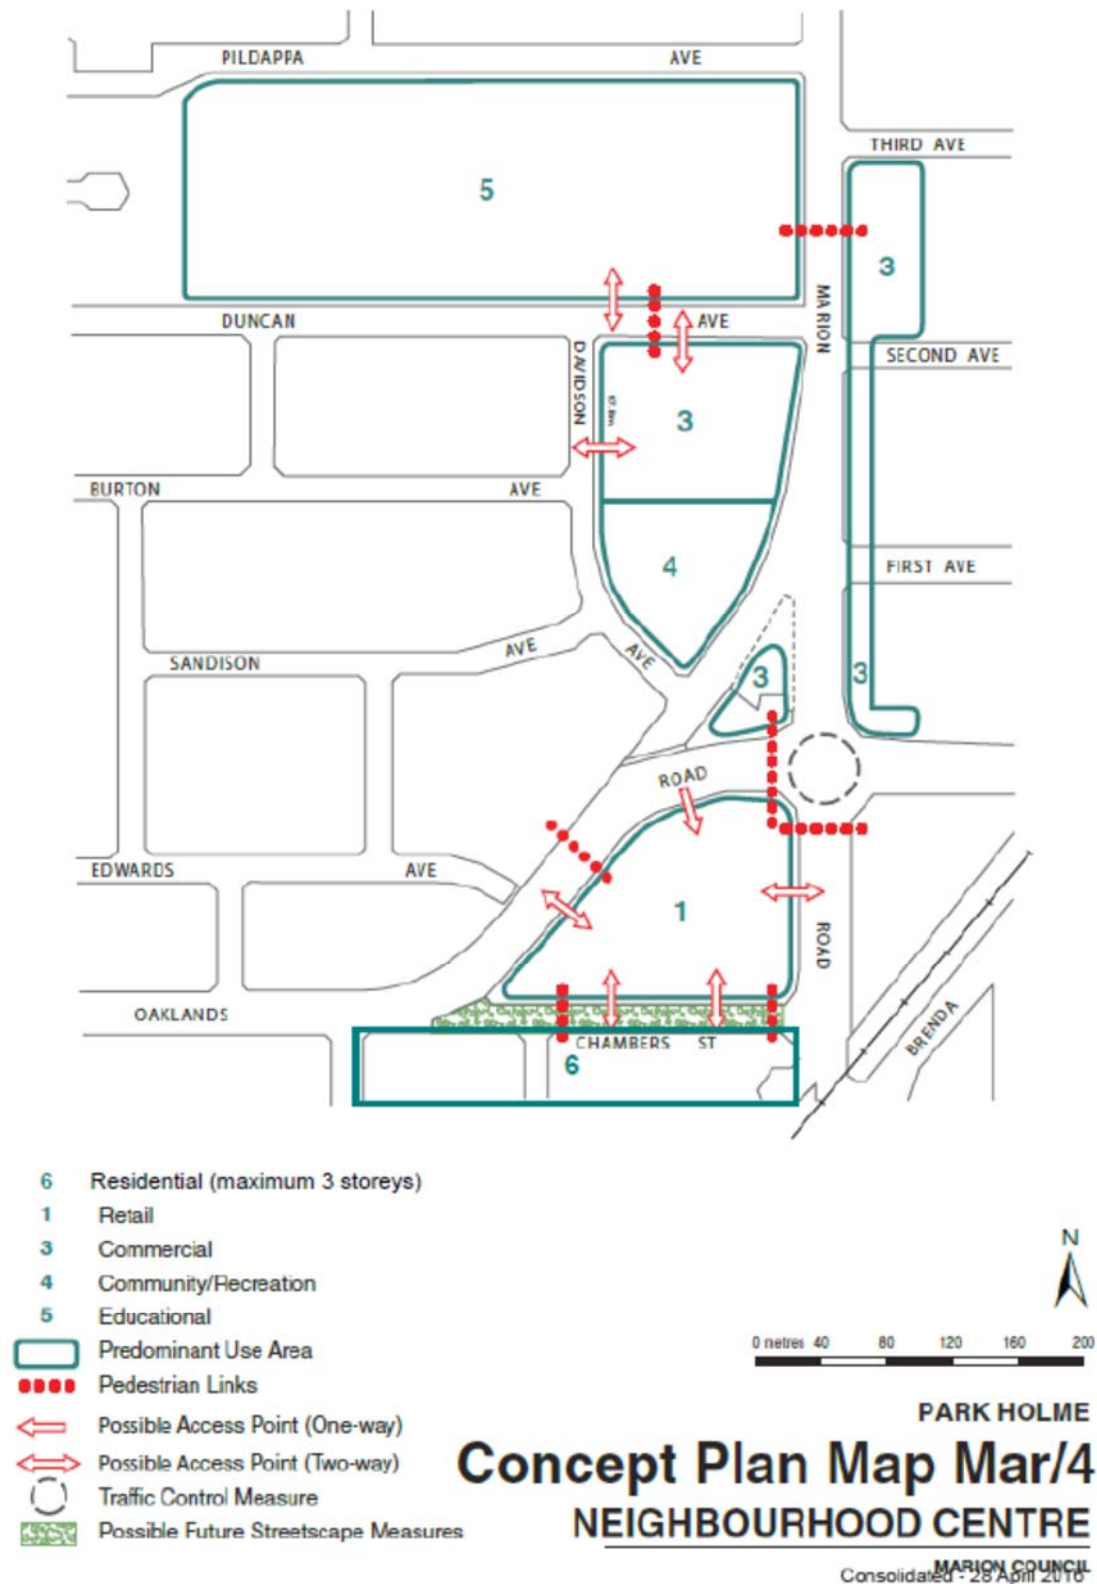 PILDAPPA AVE
THIRD AVE
5
3
MARION
DUNCAN AVE
SECOND AVE
DAVIDSON
3
BURTON AVE
4
FIRST AVE
SANDISON AVE AVE
3
3
ROAD
EDWARDS AVE
1
ROAD
OAKLANDS
BRENDA
CHAMBERS ST
6
6 Residential (maximum 3 storeys)
1 Retail
3 Commercial
4 Community/Recreation
5 Educational
Predominant Use Area
Pedestrian Links
Possible Access Point (One-way)
Possible Access Point (Two-way)
Traffic Control Measure
Possible Future Streetscape Measures
N
0 netres 40 80 120 160 200
PARK HOLME
Concept Plan Map Mar/4
NEIGHBOURHOOD CENTRE
MARION COUNCIL
Consolidated - 28 April 2016